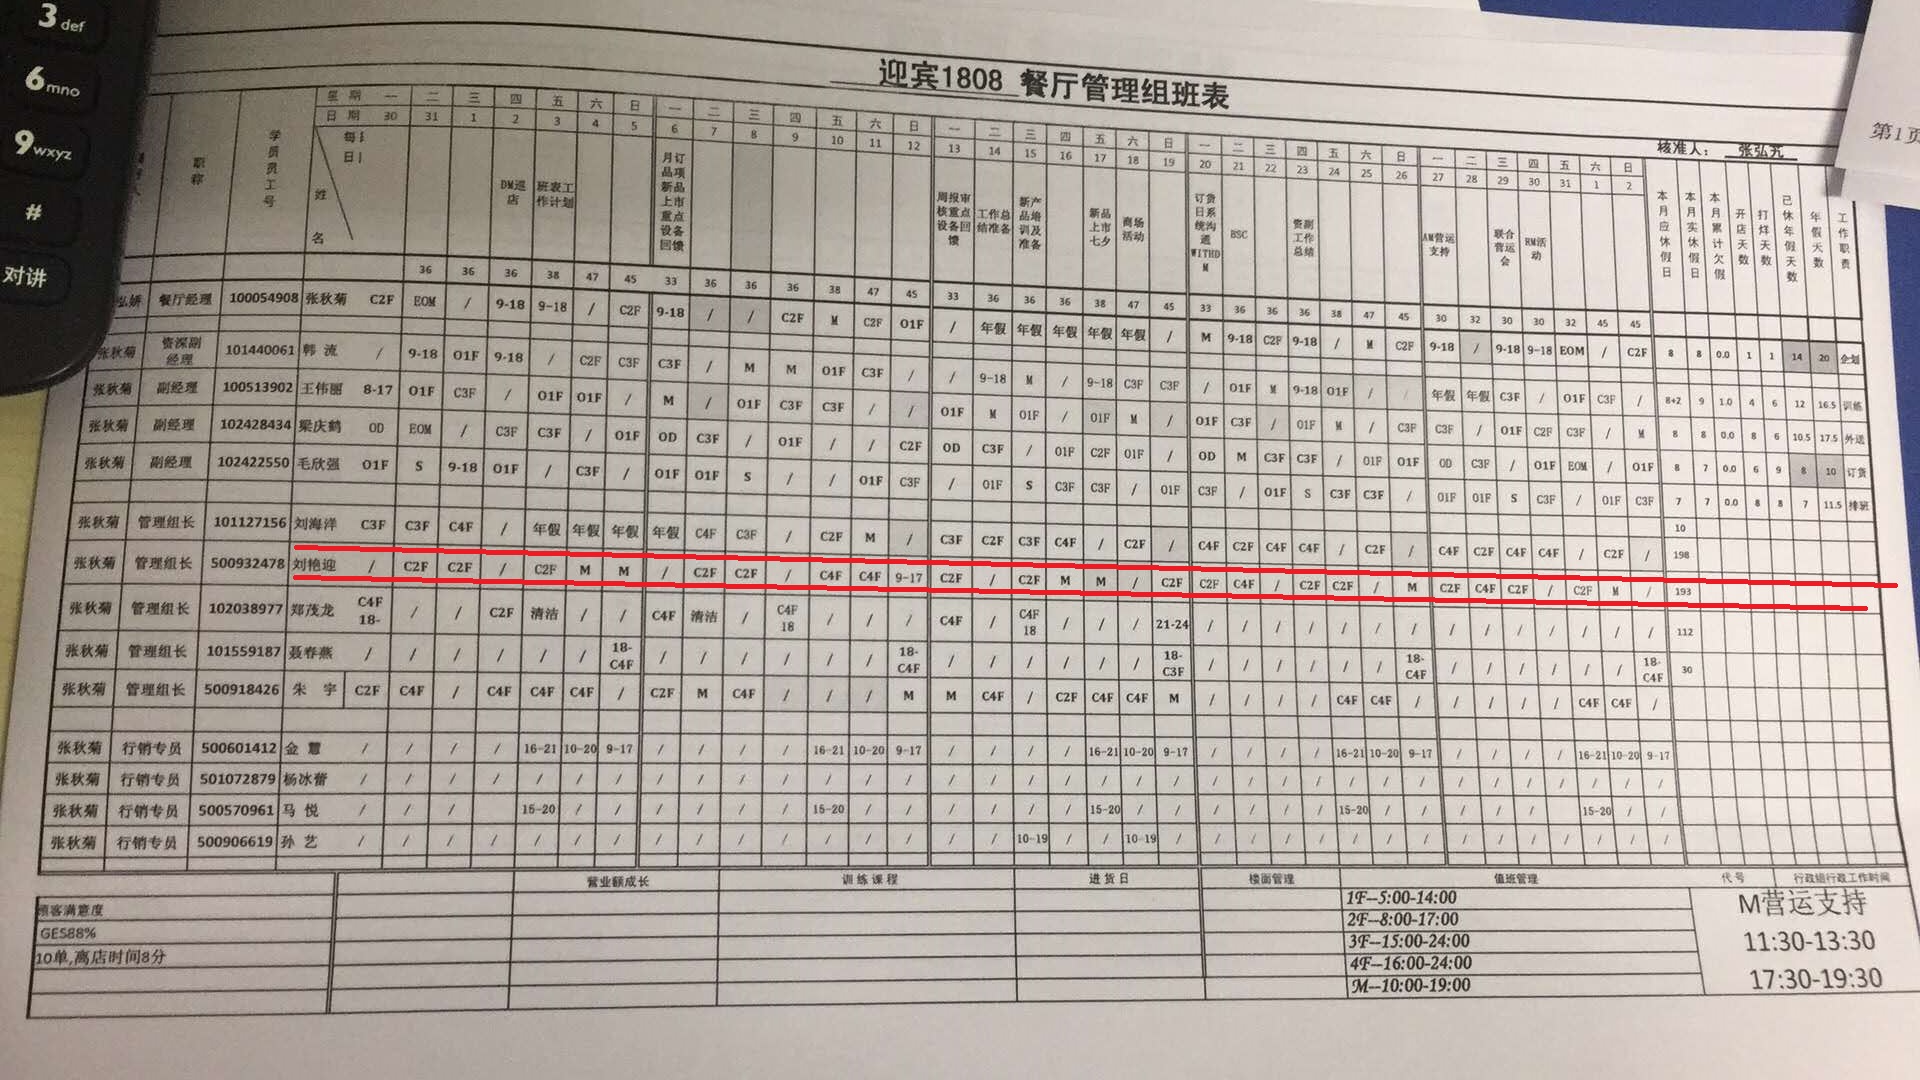 3 def
6 mno
9 wxyz
#
对讲
第1页
迎宾1808 餐厅管理组班表
核准人：
星 期 一 二 三 四 五 六 日 一 二 三 四 五 六 日 一 二 三 四 五 六 日 一 二 三 四 五 六 日 一 二 三 四 五 六 日
日 期 30 31 1 2 3 4 5 6 7 8 9 10 11 12 13 14 15 16 17 18 19 20 21 22 23 24 25 26 27 28 29 30 31 1 2
职称 学员员工号 姓 名 DM巡店 班表工作计划 月订品项新品上市重点设备回馈 周报审核重点设备回馈 工作总结准备 新产品培训及准备 新品上市七夕 商场活动 订货日系统沟通WITHDM BSC 资副工作总结 AM营运支持 联合营运会 RM活动 本月应休假日 本月实休假日 本月累计欠假 开店天数 打烊天数 已休年假天数 年假天数 工作职责
36 36 36 38 47 45 33 36 36 36 38 47 45 33 36 36 36 38 47 45 33 36 36 36 38 47 45 30 32 30 30 32 45 45
餐厅经理 100054908 张秋菊 C2F EOM / 9-18 9-18 / C2F 9-18 / / C2F M C2F O1F / 年假 年假 年假 年假 年假 / M 9-18 C2F 9-18 / M C2F 9-18 / 9-18 9-18 EOM / C2F 8 8 0.0 1 1 14 20 企划
张秋菊 资深副经理 101440061 韩 流 / 9-18 O1F 9-18 / C2F C3F C3F / M M O1F C3F / / 9-18 M / 9-18 C3F C3F / O1F M 9-18 O1F / / 年假 年假 C3F / O1F C3F / 8+2 9 1.0 4 6 12 16.5 训练
张秋菊 副经理 100513902 王伟丽 8-17 O1F C3F / O1F O1F / M / O1F C3F C3F / / O1F M O1F / O1F M / O1F C3F / O1F M / C3F C3F / O1F C2F C3F / M 8 8 0.0 8 6 10.5 17.5 外送
张秋菊 副经理 102428434 梁庆鹤 OD EOM / C3F C3F / O1F OD C3F / O1F / / C2F OD C3F / O1F C2F O1F / OD M C3F C3F / O1F O1F OD C3F / O1F EOM / O1F 8 7 0.0 6 9 8 10 订货
张秋菊 副经理 102422550 毛欣强 O1F S 9-18 O1F / C3F / O1F O1F S / / O1F C3F / O1F S C3F C3F / O1F C3F / O1F S C3F C3F / O1F O1F S C3F / O1F C3F 7 7 0.0 8 8 7 11.5 排班
10
张秋菊 管理组长 101127156 刘海洋 C3F C3F C4F / 年假 年假 年假 年假 C4F C3F / C2F M / C3F C2F C3F C4F / C2F / C4F C2F C4F C4F / C2F / C4F C2F C4F C4F / C2F / 198
张秋菊 管理组长 500932478 刘艳迎 / C2F C2F / C2F M M / C2F C2F / C4F C4F 9-17 C2F / C2F M M / C2F C2F C4F / C2F C2F / M C2F C4F C2F / C2F M / 193
张秋菊 管理组长 102038977 郑茂龙 C4F 18- / / C2F 清洁 / / C4F 清洁 / C4F 18 / / / C4F / C4F 18 / / / 21-24 / / / / / / / / / / / / / / 112
张秋菊 管理组长 101559187 聂春燕 / / / / / / 18-C4F / / / / / / 18-C4F / / / / / / 18-C3F / / / / / / 18-C4F / / / / / / 18-C4F 30
张秋菊 管理组长 500918426 朱 宇 C2F C4F / C4F C4F C4F / C2F M C4F / / / M M C4F / C2F C4F C4F M / / / / C4F C4F / / / / / C4F C4F /
张秋菊 行销专员 500601412 金 慧 / / / / 16-21 10-20 9-17 / / / / 16-21 10-20 9-17 / / / / 16-21 10-20 9-17 / / / / 16-21 10-20 9-17 / / / / 16-21 10-20 9-17
张秋菊 行销专员 501072879 杨冰蕾 / / / / / / / / / / / / / / / / / / / / / / / / / / / / / / / / / / /
张秋菊 行销专员 500570961 马 悦 / / / / 15-20 / / / / / / 15-20 / / / / / / 15-20 / / / / / / 15-20 / / / / / / 15-20 / /
张秋菊 行销专员 500906619 孙 艺 / / / / / / / / / / / / / / / / 10-19 / / 10-19 / / / / / / / / / / / / / / /
营业额成长 训练课程 进货日 楼面管理 值班管理 代号 行政组行政工作时间
顾客满意度
GES88%
10单,离店时间8分
1F--5:00-14:00
2F--8:00-17:00
3F--15:00-24:00
4F--16:00-24:00
M--10:00-19:00
M营运支持
11:30-13:30
17:30-19:30